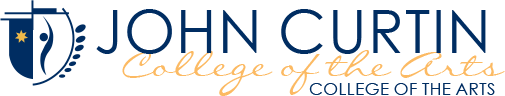 JOHN CURTIN
College of the Arts
COLLEGE OF THE ARTS